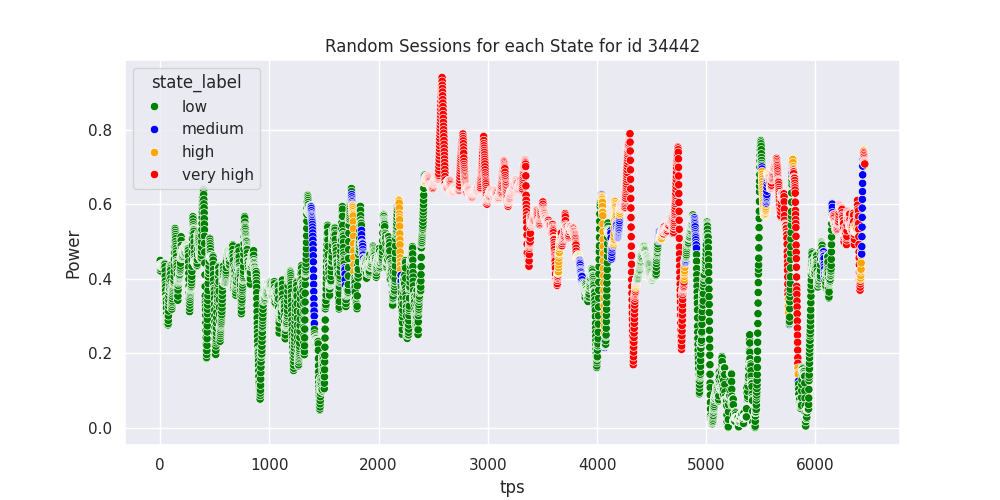 Random Sessions for each State for id 34442
state_label
low
medium
high
very high
Power
0.8
0.6
0.4
0.2
0.0
0
1000
2000
3000
4000
5000
6000
tps